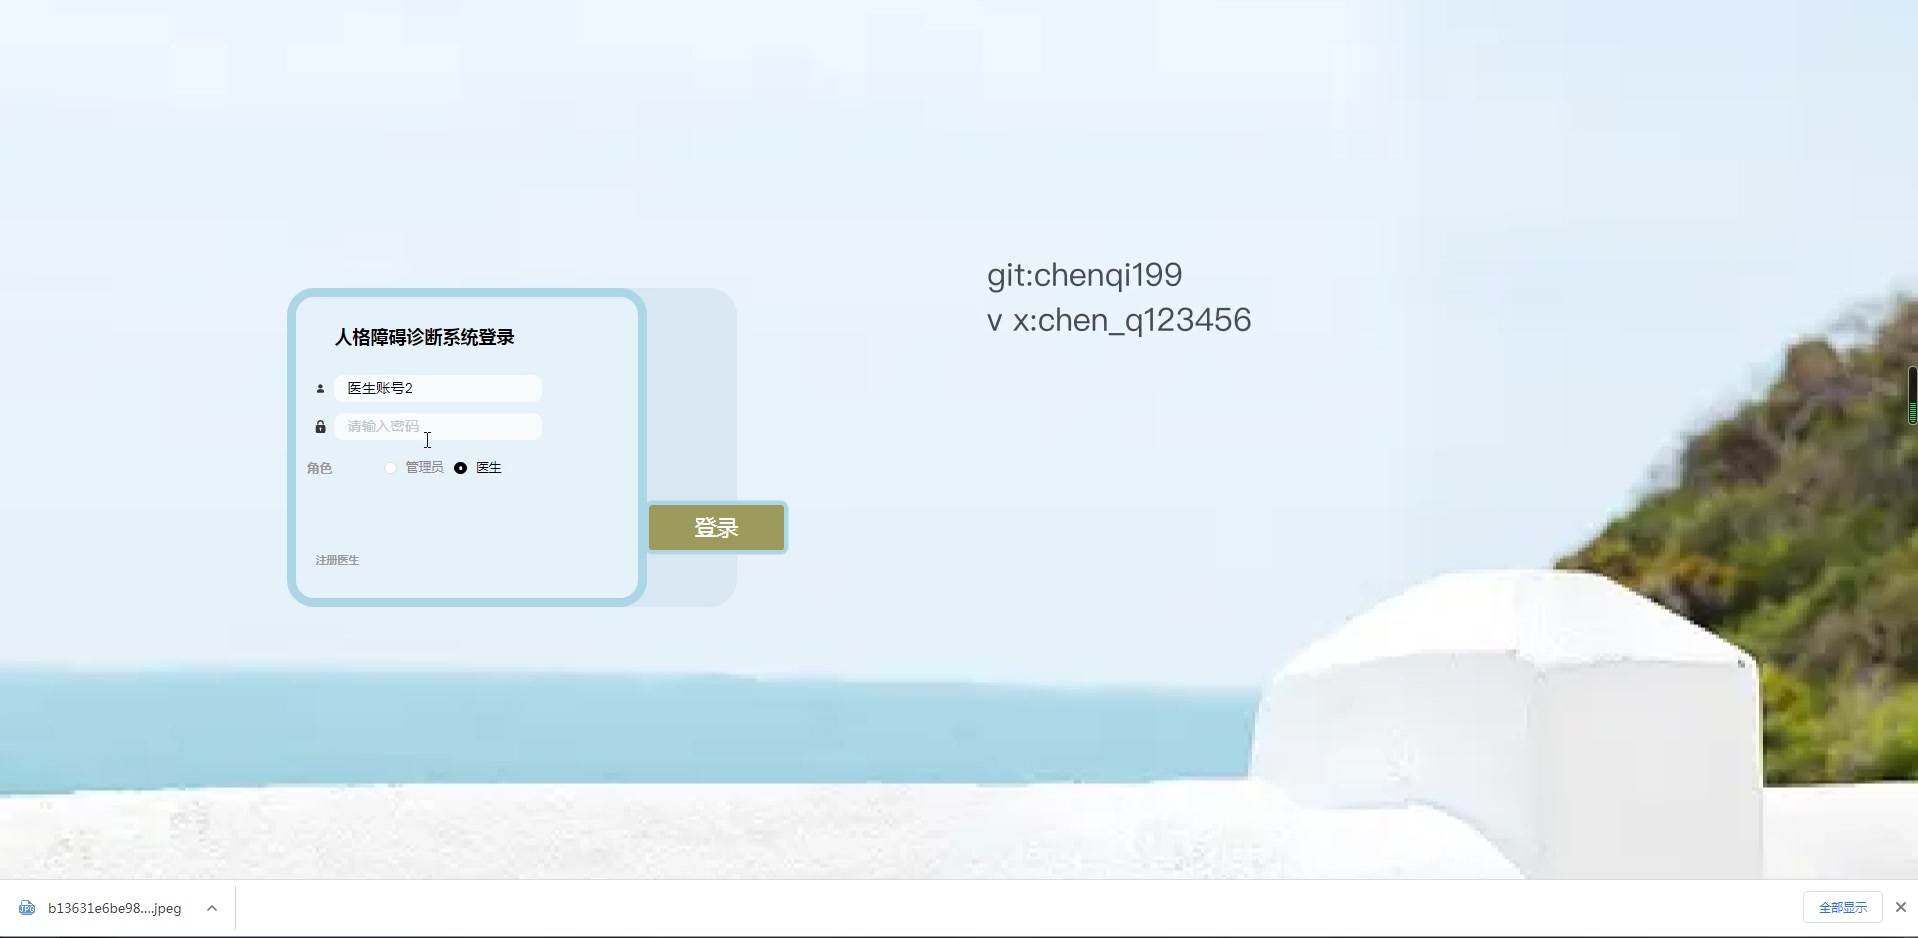 git:chenqi199
v x:chen_q123456
人格障碍诊断系统登录
医生账号2
请输入密码
角色 管理员 医生
登录
注册医生
b13631e6be98....jpeg
全部显示